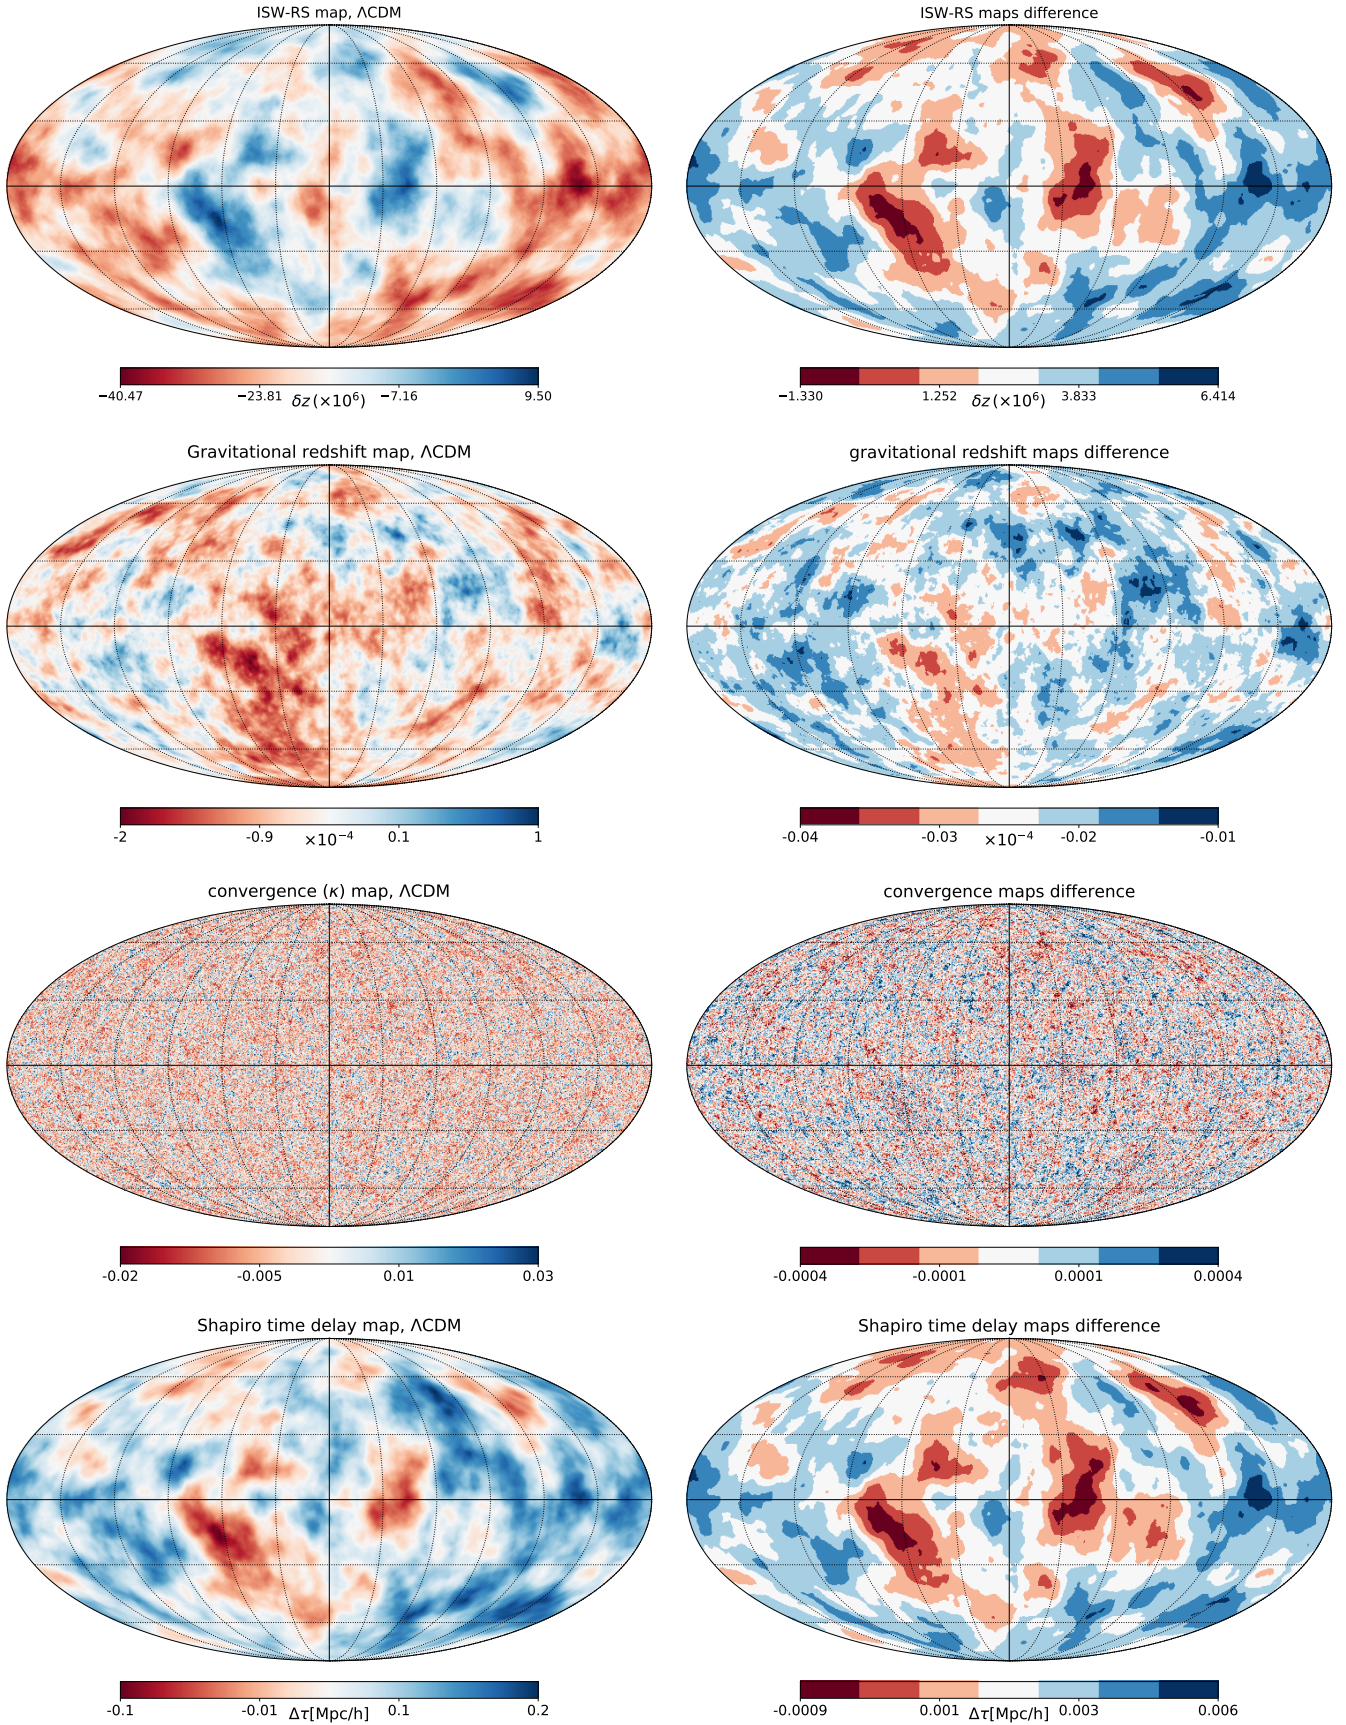 ISW-RS map, ΛCDM
ISW-RS maps difference
−40.47 −23.81 −7.16 9.50
δz (×10⁶)
−1.330 1.252 3.833 6.414
δz (×10⁶)
Gravitational redshift map, ΛCDM
gravitational redshift maps difference
-2 -0.9 0.1 1
×10⁻⁴
-0.04 -0.03 -0.02 -0.01
×10⁻⁴
convergence (κ) map, ΛCDM
convergence maps difference
-0.02 -0.005 0.01 0.03
-0.0004 -0.0001 0.0001 0.0004
Shapiro time delay map, ΛCDM
Shapiro time delay maps difference
-0.1 -0.01 0.1 0.2
Δτ[Mpc/h]
-0.0009 0.001 0.003 0.006
Δτ[Mpc/h]